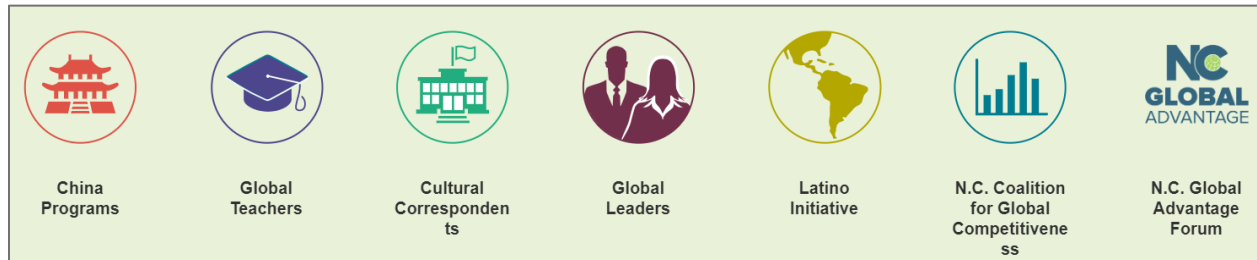 NC
GLOBAL
ADVANTAGE
China
Programs
Global
Teachers
Cultural
Corresponden
ts
Global
Leaders
Latino
Initiative
N.C. Coalition
for Global
Competitivene
ss
N.C. Global
Advantage
Forum